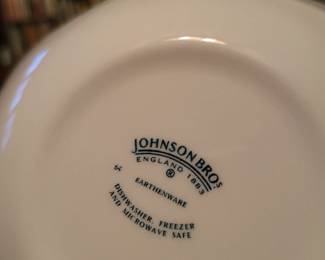 JOHNSON BROS
ENGLAND 1883
®
EARTHENWARE
DISHWASHER, FREEZER
AND MICROWAVE SAFE